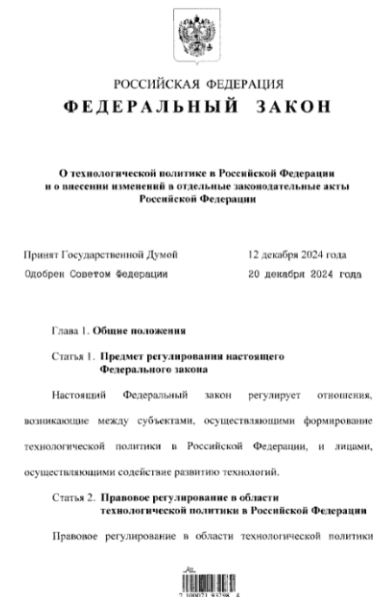 РОССИЙСКАЯ ФЕДЕРАЦИЯ
ФЕДЕРАЛЬНЫЙ ЗАКОН
О технологической политике в Российской Федерации
и о внесении изменений в отдельные законодательные акты
Российской Федерации
Принят Государственной Думой 12 декабря 2024 года
Одобрен Советом Федерации 20 декабря 2024 года
Глава 1. Общие положения
Статья 1. Предмет регулирования настоящего
Федерального закона
Настоящий Федеральный закон регулирует отношения,
возникающие между субъектами, осуществляющими формирование
технологической политики в Российской Федерации, и лицами,
осуществляющими содействие развитию технологий.
Статья 2. Правовое регулирование в области
технологической политики в Российской Федерации
Правовое регулирование в области технологической политики